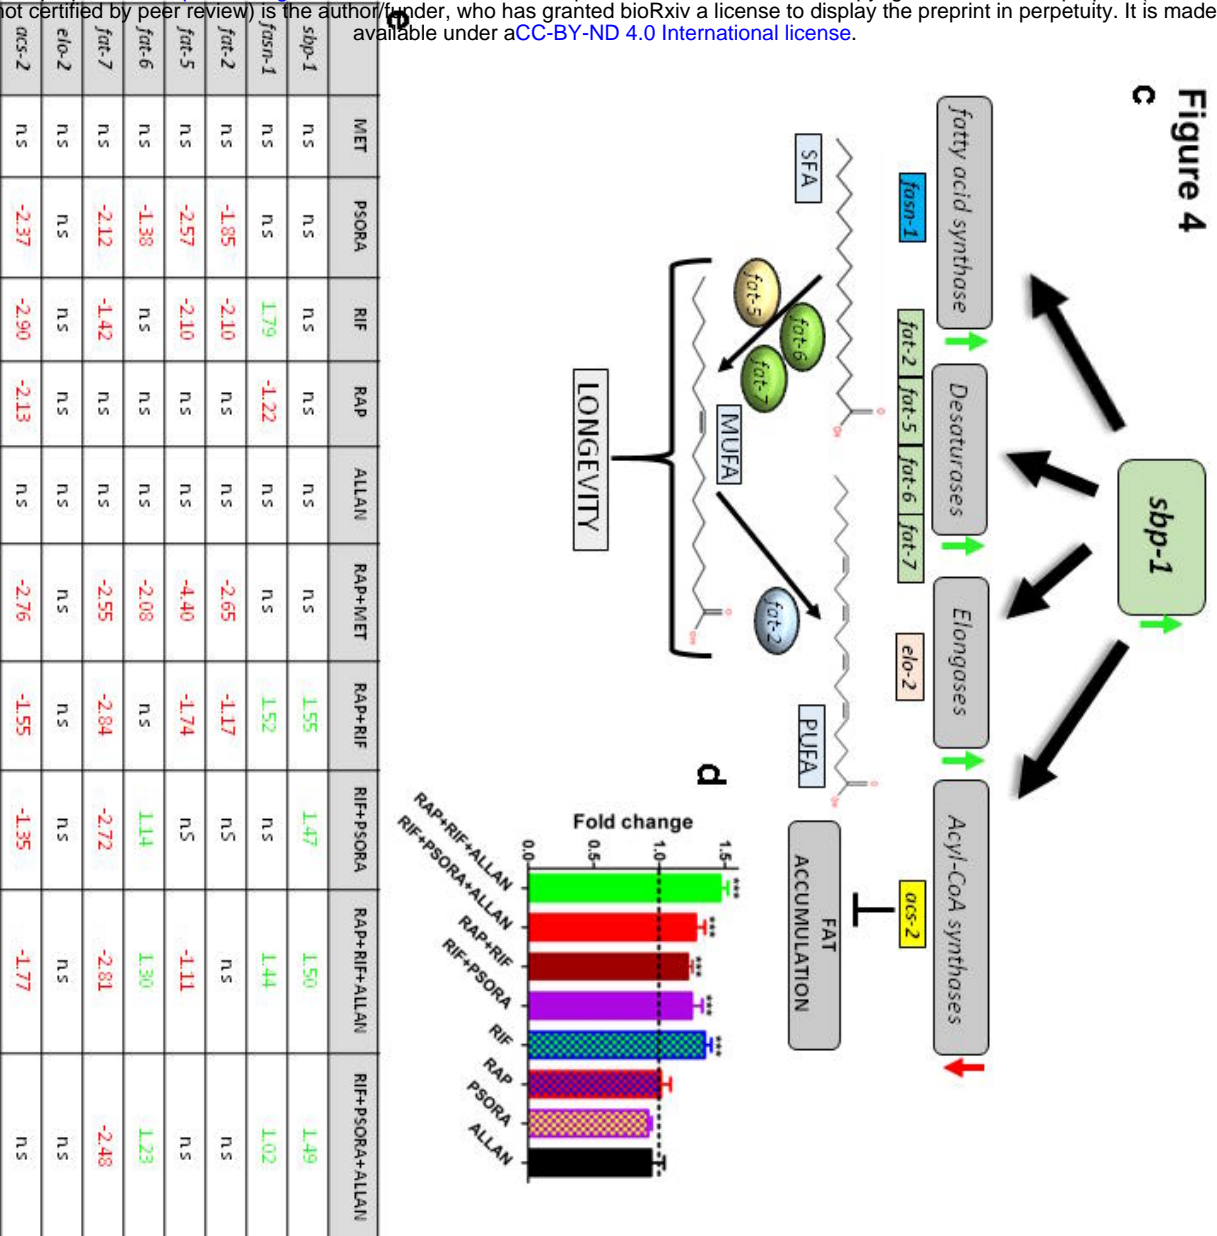 not certified by peer review) is the author/funder, who has granted bioRxiv a license to display the preprint in perpetuity. It is made
available under aCC-BY-ND 4.0 International license.
Figure 4
c
sbp-1
fatty acid synthase
Desaturases
Elongases
Acyl-CoA synthases
fasn-1
fat-2 fat-5 fat-6 fat-7
elo-2
acs-2
SFA
fat-5
fat-6
fat-7
MUFA
fat-2
PUFA
LONGEVITY
FAT
ACCUMULATION
d
Fold change
0.0
0.5
1.0
1.5
***
***
***
***
***
RAP+RIF+ALLAN
RIF+PSORA+ALLAN
RAP+RIF
RIF+PSORA
RIF
RAP
PSORA
ALLAN
e
MET PSORA RIF RAP ALLAN RAP+MET RAP+RIF RIF+PSORA RAP+RIF+ALLAN RIF+PSORA+ALLAN
sbp-1 n.s n.s n.s n.s n.s n.s 1.55 1.47 1.50 1.49
fasn-1 n.s n.s 1.79 -1.22 n.s n.s 1.52 n.s 1.44 1.02
fat-2 n.s -1.85 -2.10 n.s n.s -2.65 -1.17 n.S n.s n.s
fat-5 n.s -2.57 -2.10 n.s n.s -4.40 -1.74 n.S -1.11 n.s
fat-6 n.s -1.38 n.s n.s n.s -2.08 n.s 1.14 1.30 1.23
fat-7 n.s -2.12 -1.42 n.s n.s -2.55 -2.84 -2.72 -2.81 -2.48
elo-2 n.s n.s n.s n.s n.s n.s n.s n.s n.s n.s
acs-2 n.s -2.37 -2.90 -2.13 n.s -2.76 -1.55 -1.35 -1.77 n.s